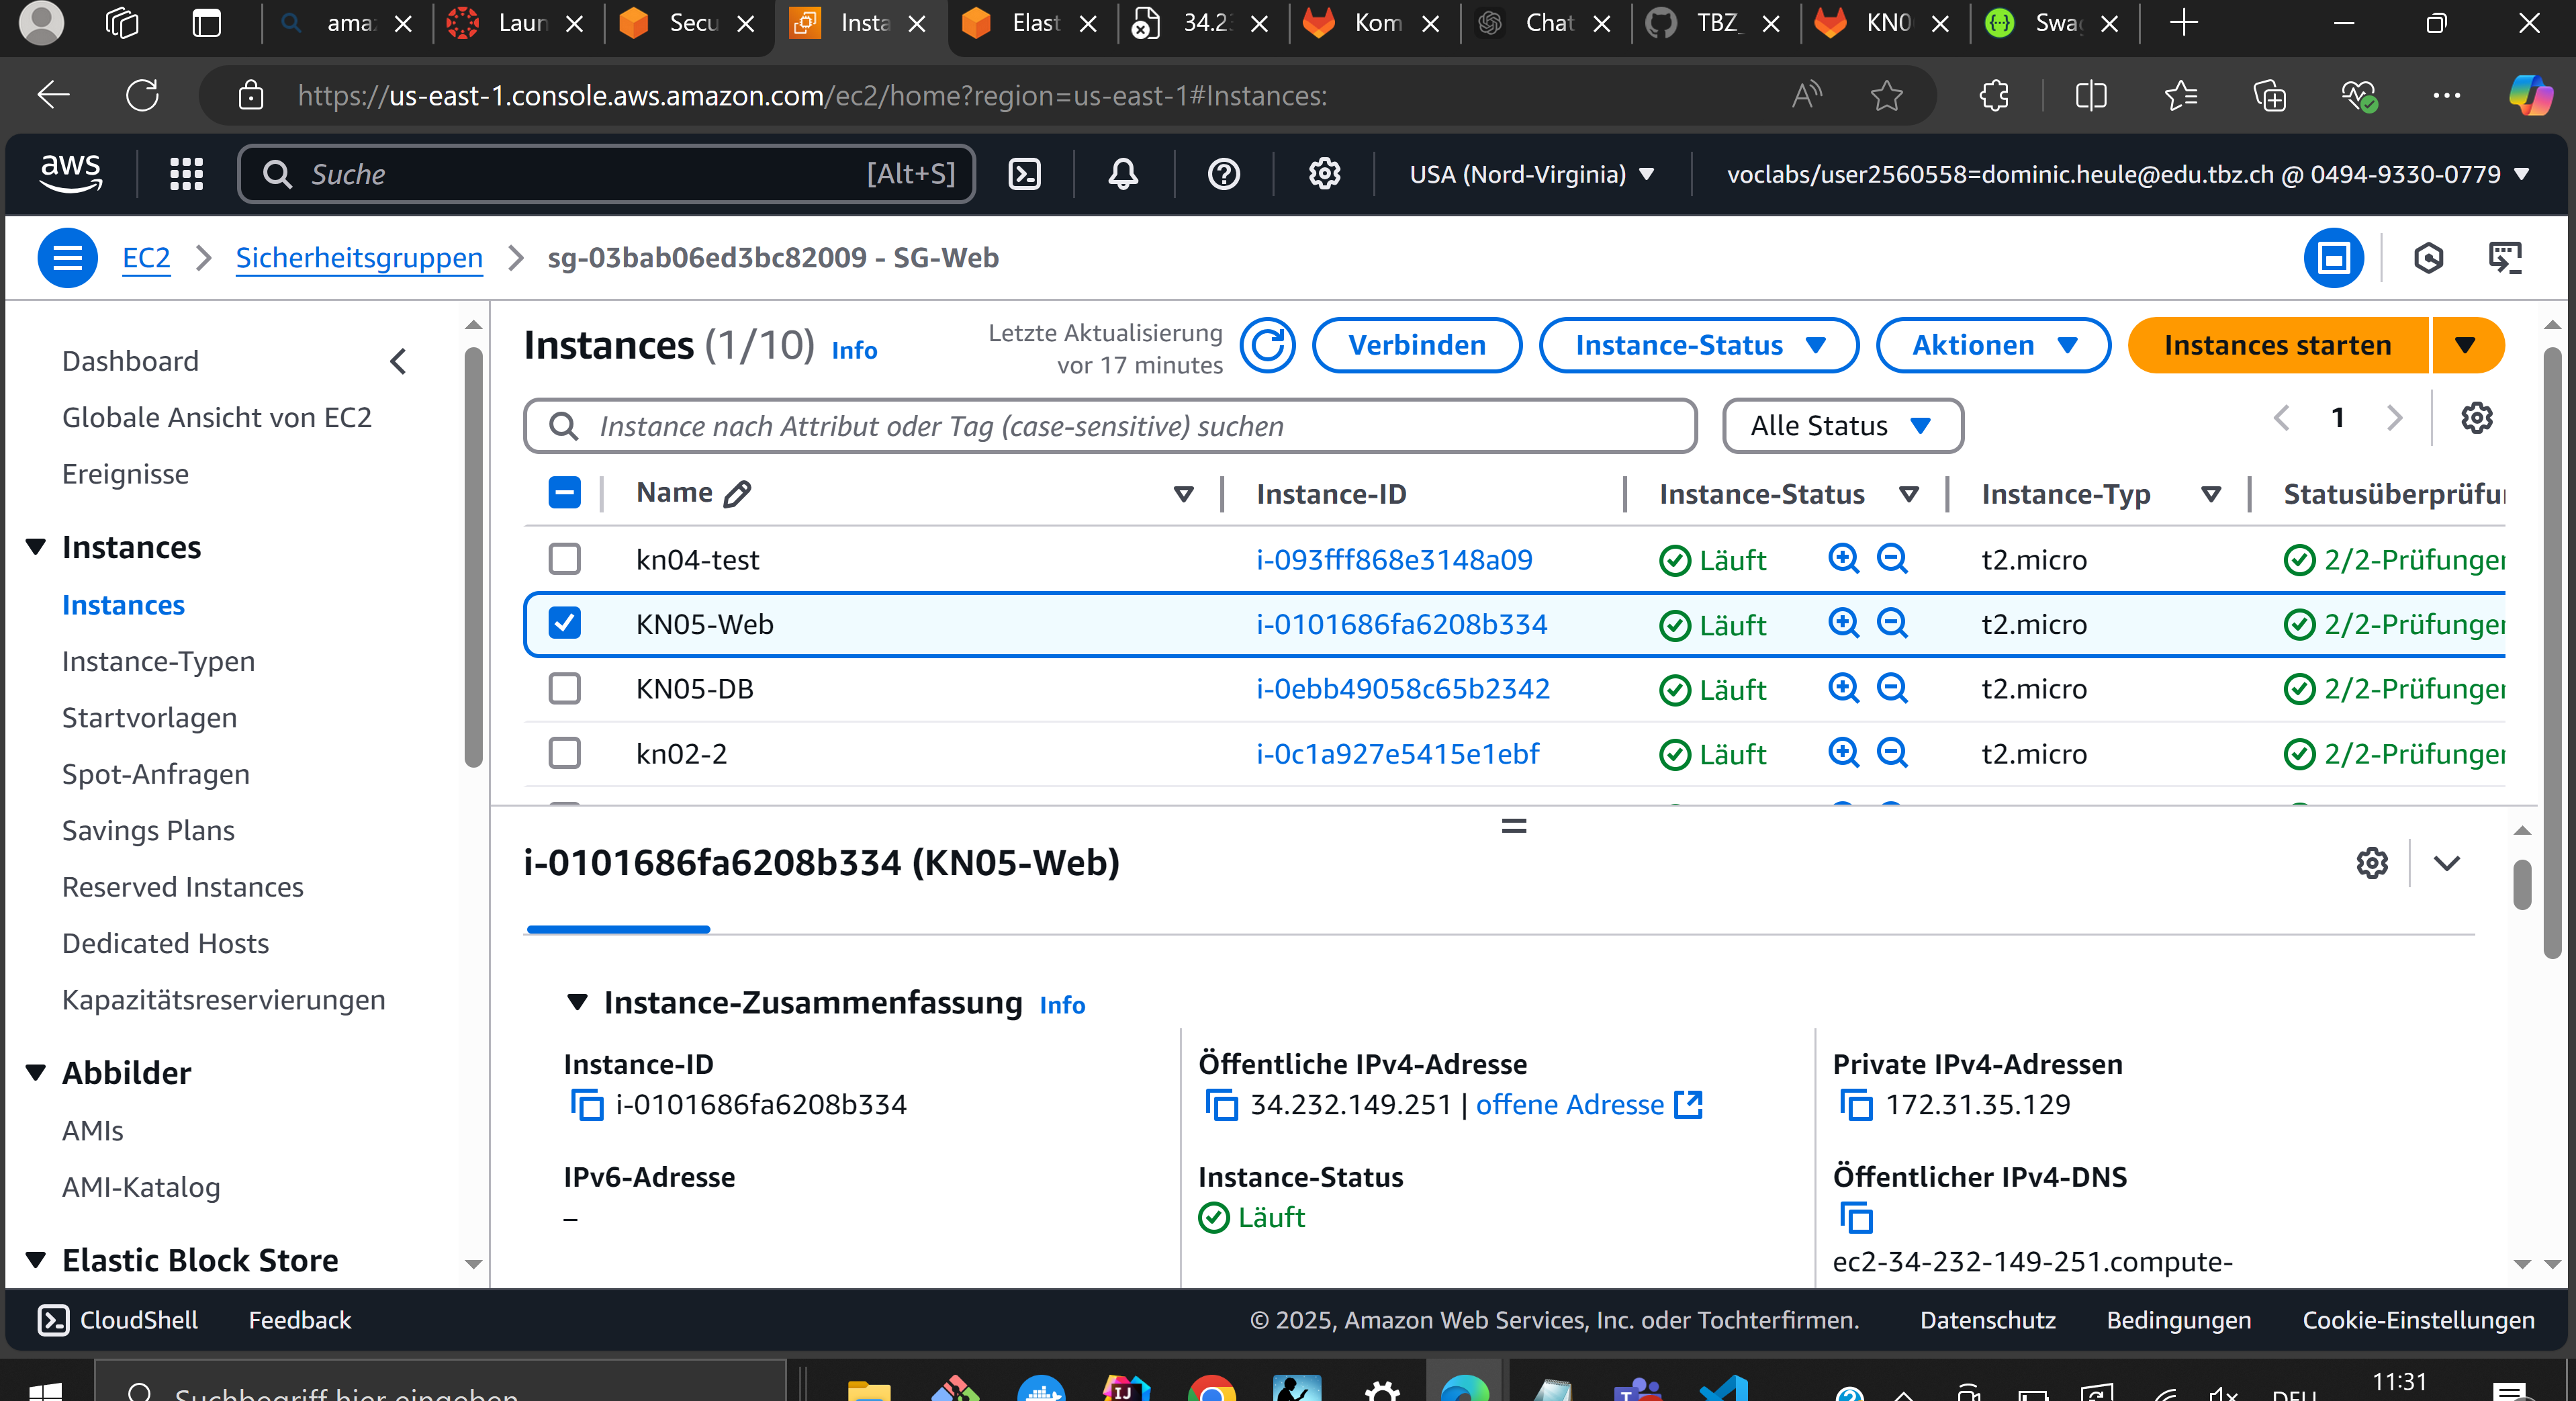 amaz
Laun
Secu
Insta
Elast
34.23
Kom
Chat
TBZ_
KN0
Swag
https://us-east-1.console.aws.amazon.com/ec2/home?region=us-east-1#Instances:
aws
Suche
[Alt+S]
USA (Nord-Virginia)
voclabs/user2560558=dominic.heule@edu.tbz.ch @ 0494-9330-0779
EC2
Sicherheitsgruppen
sg-03bab06ed3bc82009 - SG-Web
Dashboard
Globale Ansicht von EC2
Ereignisse
Instances
Instances
Instance-Typen
Startvorlagen
Spot-Anfragen
Savings Plans
Reserved Instances
Dedicated Hosts
Kapazitätsreservierungen
Abbilder
AMIs
AMI-Katalog
Elastic Block Store
Instances (1/10) Info
Letzte Aktualisierung
vor 17 minutes
Verbinden
Instance-Status
Aktionen
Instances starten
Instance nach Attribut oder Tag (case-sensitive) suchen
Alle Status
1
Name Instance-ID Instance-Status Instance-Typ Statusüberprüfu
kn04-test i-093fff868e3148a09 Läuft t2.micro 2/2-Prüfunger
KN05-Web i-0101686fa6208b334 Läuft t2.micro 2/2-Prüfunger
KN05-DB i-0ebb49058c65b2342 Läuft t2.micro 2/2-Prüfunger
kn02-2 i-0c1a927e5415e1ebf Läuft t2.micro 2/2-Prüfunger
i-0101686fa6208b334 (KN05-Web)
Instance-Zusammenfassung Info
Instance-ID
i-0101686fa6208b334
Öffentliche IPv4-Adresse
34.232.149.251 | offene Adresse
Private IPv4-Adressen
172.31.35.129
IPv6-Adresse
–
Instance-Status
Läuft
Öffentlicher IPv4-DNS
ec2-34-232-149-251.compute-
CloudShell
Feedback
© 2025, Amazon Web Services, Inc. oder Tochterfirmen.
Datenschutz
Bedingungen
Cookie-Einstellungen
Suchbegriff hier eingeben
IJ
DEU
11:31